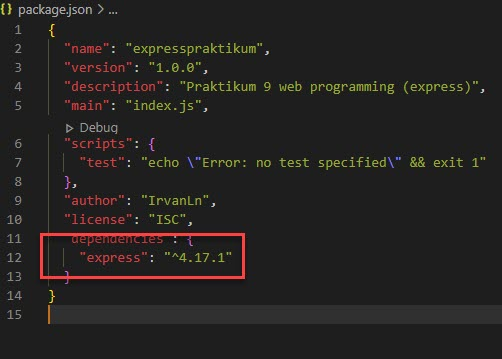 package.json > ...
1 {
2 "name": "expresspraktikum",
3 "version": "1.0.0",
4 "description": "Praktikum 9 web programming (express)",
5 "main": "index.js",
Debug
6 "scripts": {
7 "test": "echo \"Error: no test specified\" && exit 1"
8 },
9 "author": "IrvanLn",
10 "license": "ISC",
11 "dependencies": {
12 "express": "^4.17.1"
13 }
14 }
15